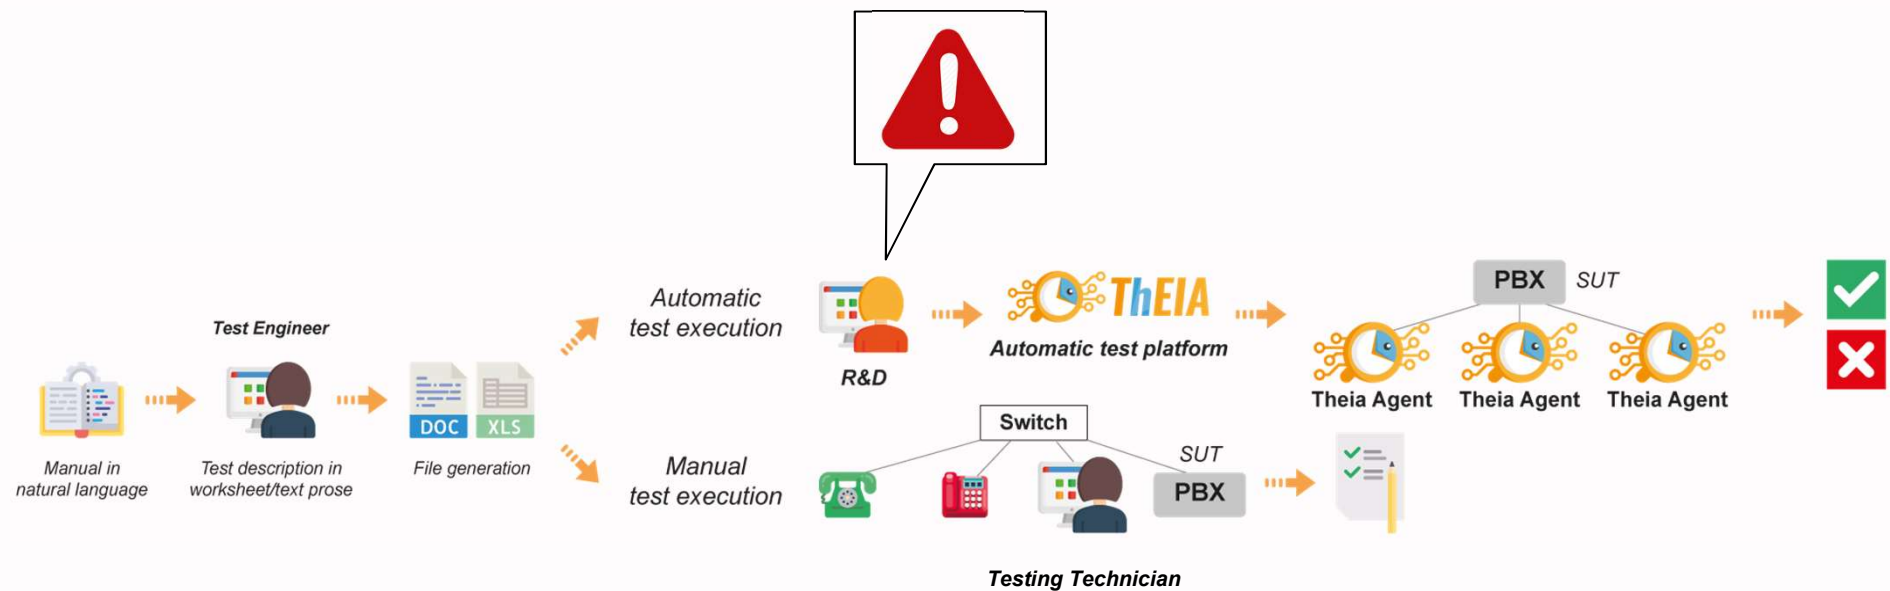 Manual in
natural language
Test Engineer
Test description in
worksheet/text prose
DOC
XLS
File generation
Automatic
test execution
R&D
ThEIA
Automatic test platform
PBX
SUT
Theia Agent
Theia Agent
Theia Agent
Manual
test execution
Switch
SUT
PBX
Testing Technician